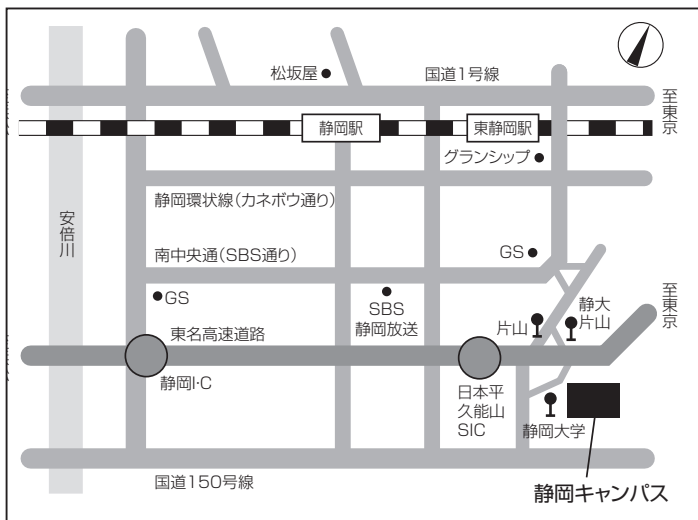 松坂屋
国道1号線
至東京
静岡駅
東静岡駅
グランシップ
静岡環状線(カネボウ通り)
安倍川
南中央通(SBS通り)
GS
GS
SBS
静岡放送
至東京
静大
片山
片山
東名高速道路
静岡I・C
日本平
久能山
SIC
静岡大学
国道150号線
静岡キャンパス